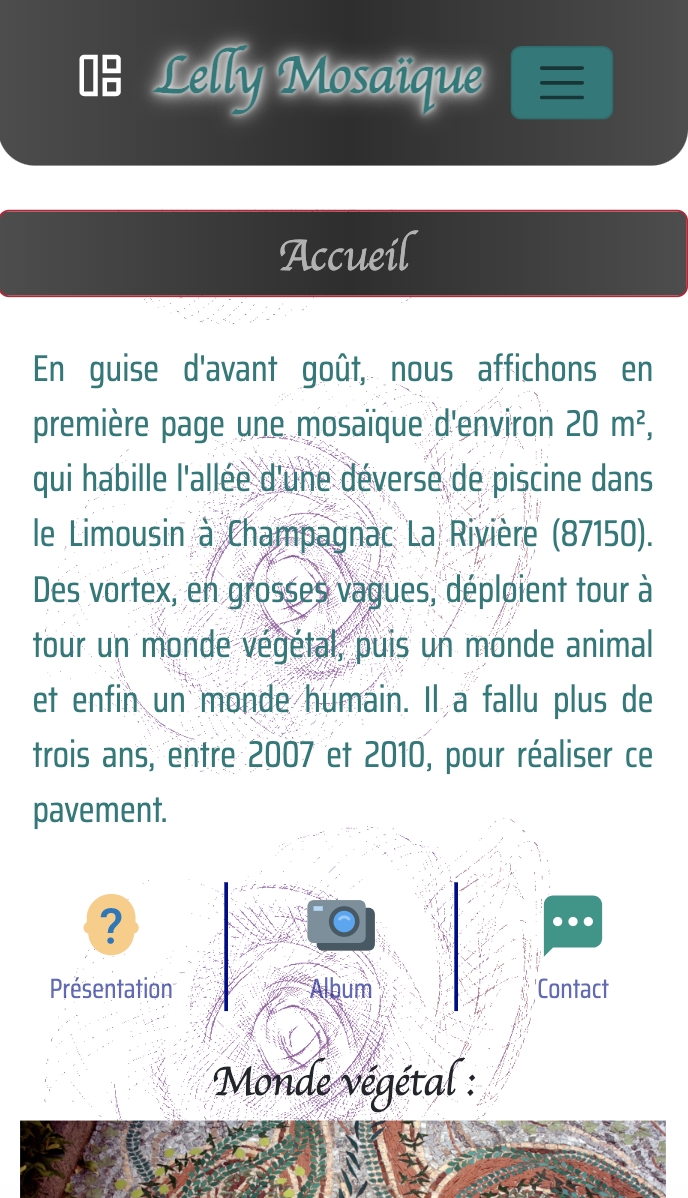 Lelly Mosaïque
Accueil
En guise d'avant goût, nous affichons en
première page une mosaïque d'environ 20 m²,
qui habille l'allée d'une déverse de piscine dans
le Limousin à Champagnac La Rivière (87150).
Des vortex, en grosses vagues, déploient tour à
tour un monde végétal, puis un monde animal
et enfin un monde humain. Il a fallu plus de
trois ans, entre 2007 et 2010, pour réaliser ce
pavement.
?
Présentation
Album
Contact
Monde végétal :